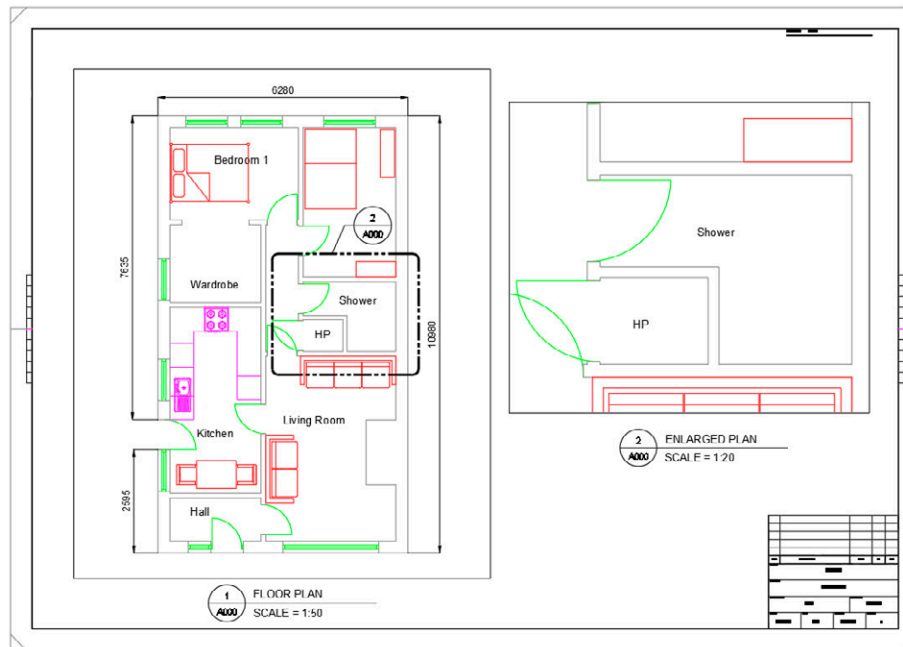 6280
Bedroom 1
2
A000
7635
Wardrobe
Shower
HP
10980
Living Room
Kitchen
2595
Hall
1
A000
FLOOR PLAN
SCALE = 1:50
Shower
HP
2
A000
ENLARGED PLAN
SCALE = 1:20